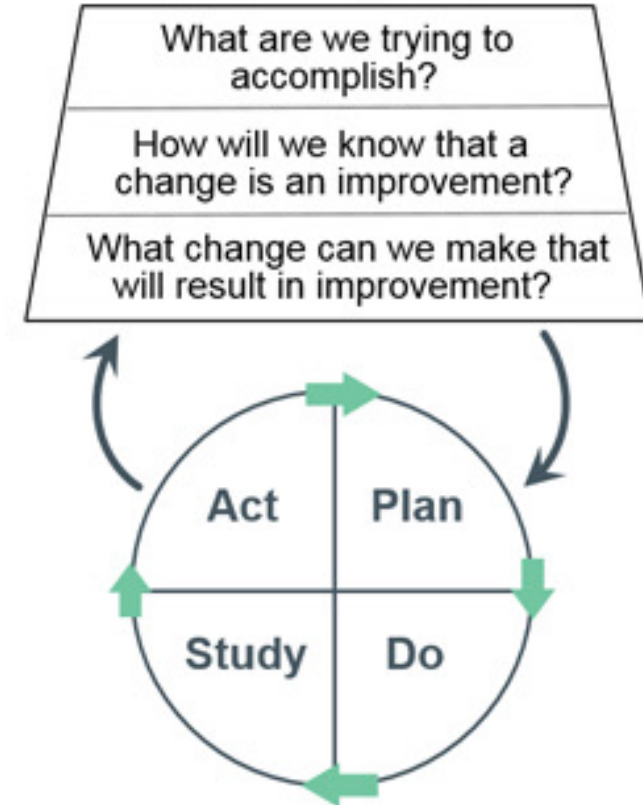 What are we trying to
accomplish?
How will we know that a
change is an improvement?
What change can we make that
will result in improvement?
Act
Plan
Study
Do